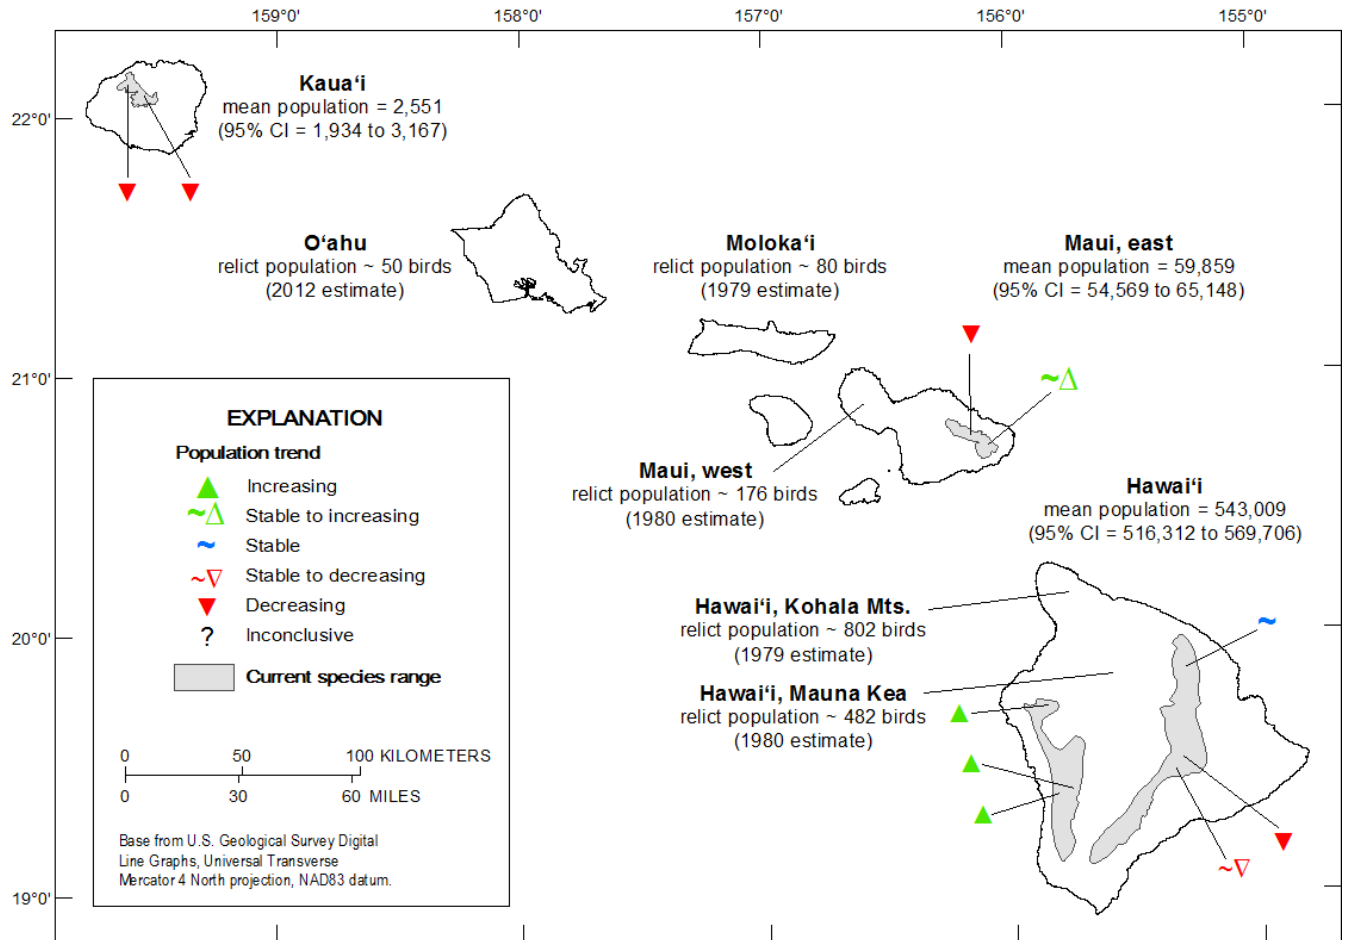 159°0'
158°0'
157°0'
156°0'
155°0'
22°0'
21°0'
20°0'
19°0'
Kauaʻi
mean population = 2,551
(95% CI = 1,934 to 3,167)
Oʻahu
relict population ~ 50 birds
(2012 estimate)
Molokaʻi
relict population ~ 80 birds
(1979 estimate)
Maui, east
mean population = 59,859
(95% CI = 54,569 to 65,148)
~Δ
Maui, west
relict population ~ 176 birds
(1980 estimate)
Hawaiʻi
mean population = 543,009
(95% CI = 516,312 to 569,706)
Hawaiʻi, Kohala Mts.
relict population ~ 802 birds
(1979 estimate)
~
Hawaiʻi, Mauna Kea
relict population ~ 482 birds
(1980 estimate)
~∇
EXPLANATION
Population trend
Increasing
~Δ Stable to increasing
~ Stable
~∇ Stable to decreasing
Decreasing
? Inconclusive
Current species range
0 50 100 KILOMETERS
0 30 60 MILES
Base from U.S. Geological Survey Digital
Line Graphs, Universal Transverse
Mercator 4 North projection, NAD83 datum.